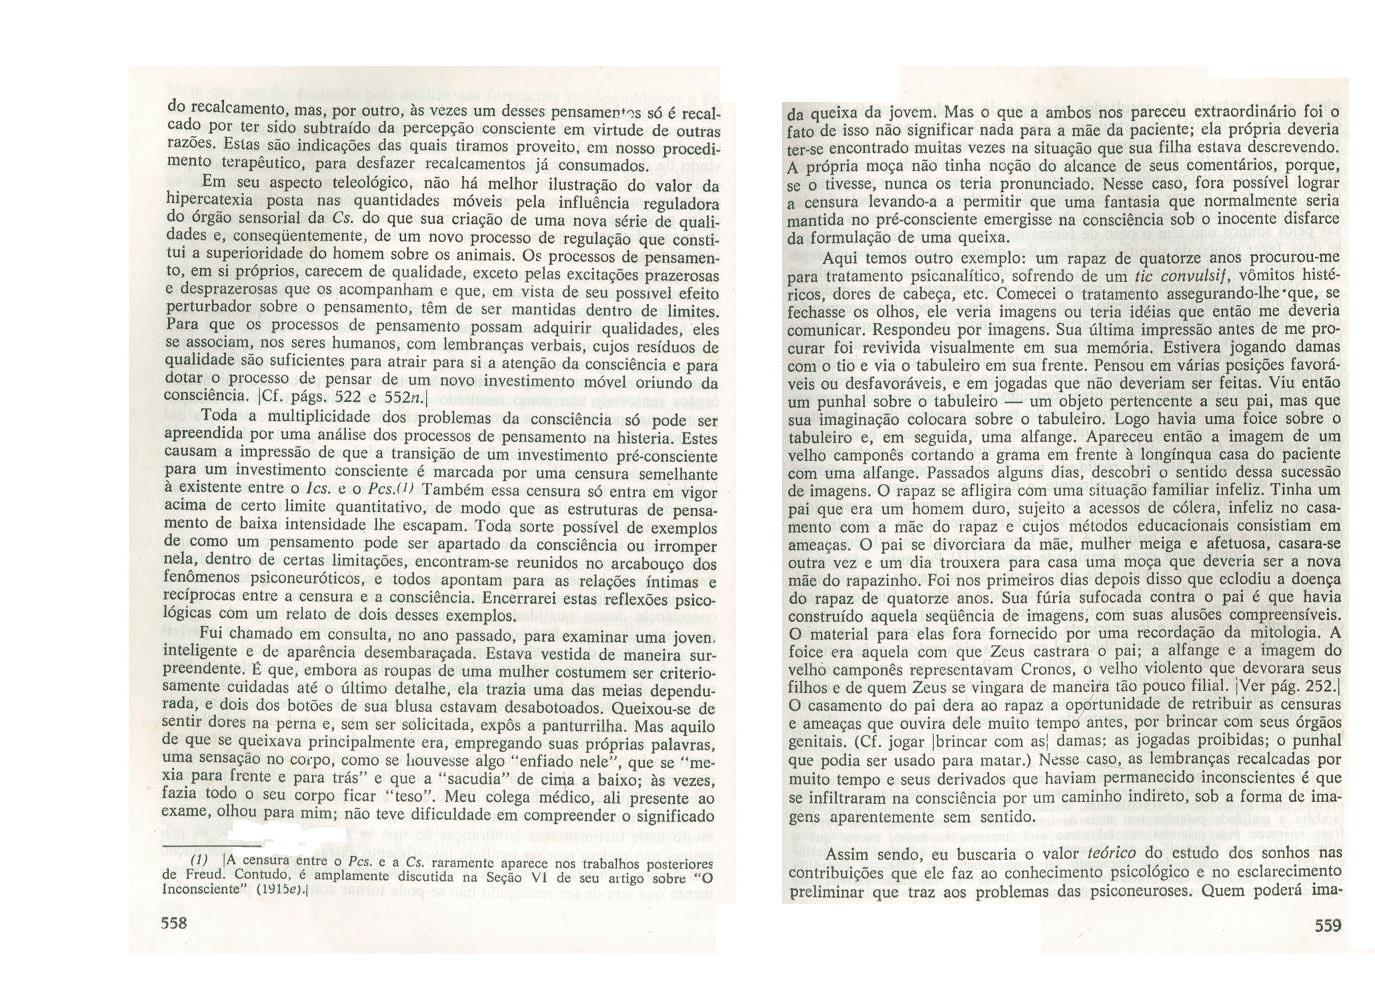 do recalcamento, mas, por outro, às vezes um desses pensamentos só é recal-
cado por ter sido subtraído da percepção consciente em virtude de outras
razões. Estas são indicações das quais tiramos proveito, em nosso procedi-
mento terapêutico, para desfazer recalcamentos já consumados.
Em seu aspecto teleológico, não há melhor ilustração do valor da
hipercatexia posta nas quantidades móveis pela influência reguladora
do órgão sensorial da Cs. do que sua criação de uma nova série de quali-
dades e, conseqüentemente, de um novo processo de regulação que consti-
tui a superioridade do homem sobre os animais. Os processos de pensamen-
to, em si próprios, carecem de qualidade, exceto pelas excitações prazerosas
e desprazerosas que os acompanham e que, em vista de seu possível efeito
perturbador sobre o pensamento, têm de ser mantidas dentro de limites.
Para que os processos de pensamento possam adquirir qualidades, eles
se associam, nos seres humanos, com lembranças verbais, cujos resíduos de
qualidade são suficientes para atrair para si a atenção da consciência e para
dotar o processo de pensar de um novo investimento móvel oriundo da
consciência. |Cf. págs. 522 e 552n.|
Toda a multiplicidade dos problemas da consciência só pode ser
apreendida por uma análise dos processos de pensamento na histeria. Estes
causam a impressão de que a transição de um investimento pré-consciente
para um investimento consciente é marcada por uma censura semelhante
à existente entre o Ics. e o Pcs.(1) Também essa censura só entra em vigor
acima de certo limite quantitativo, de modo que as estruturas de pensa-
mento de baixa intensidade lhe escapam. Toda sorte possível de exemplos
de como um pensamento pode ser apartado da consciência ou irromper
nela, dentro de certas limitações, encontram-se reunidos no arcabouço dos
fenômenos psiconeuróticos, e todos apontam para as relações íntimas e
recíprocas entre a censura e a consciência. Encerrarei estas reflexões psico-
lógicas com um relato de dois desses exemplos.
Fui chamado em consulta, no ano passado, para examinar uma joven.
inteligente e de aparência desembaraçada. Estava vestida de maneira sur-
preendente. É que, embora as roupas de uma mulher costumem ser criterio-
samente cuidadas até o último detalhe, ela trazia uma das meias dependu-
rada, e dois dos botões de sua blusa estavam desabotoados. Queixou-se de
sentir dores na perna e, sem ser solicitada, expôs a panturrilha. Mas aquilo
de que se queixava principalmente era, empregando suas próprias palavras,
uma sensação no corpo, como se houvesse algo "enfiado nele", que se "me-
xia para frente e para trás" e que a "sacudia" de cima a baixo; às vezes,
fazia todo o seu corpo ficar "teso". Meu colega médico, ali presente ao
exame, olhou para mim; não teve dificuldade em compreender o significado
(1) |A censura entre o Pcs. e a Cs. raramente aparece nos trabalhos posteriores
de Freud. Contudo, é amplamente discutida na Seção VI de seu artigo sobre "O
Inconsciente" (1915e).|
558
da queixa da jovem. Mas o que a ambos nos pareceu extraordinário foi o
fato de isso não significar nada para a mãe da paciente; ela própria deveria
ter-se encontrado muitas vezes na situação que sua filha estava descrevendo.
A própria moça não tinha noção do alcance de seus comentários, porque,
se o tivesse, nunca os teria pronunciado. Nesse caso, fora possível lograr
a censura levando-a a permitir que uma fantasia que normalmente seria
mantida no pré-consciente emergisse na consciência sob o inocente disfarce
da formulação de uma queixa.
Aqui temos outro exemplo: um rapaz de quatorze anos procurou-me
para tratamento psicanalítico, sofrendo de um tic convulsif, vômitos histé-
ricos, dores de cabeça, etc. Comecei o tratamento assegurando-lhe que, se
fechasse os olhos, ele veria imagens ou teria idéias que então me deveria
comunicar. Respondeu por imagens. Sua última impressão antes de me pro-
curar foi revivida visualmente em sua memória. Estivera jogando damas
com o tio e via o tabuleiro em sua frente. Pensou em várias posições favorá-
veis ou desfavoráveis, e em jogadas que não deveriam ser feitas. Viu então
um punhal sobre o tabuleiro — um objeto pertencente a seu pai, mas que
sua imaginação colocara sobre o tabuleiro. Logo havia uma foice sobre o
tabuleiro e, em seguida, uma alfange. Apareceu então a imagem de um
velho camponês cortando a grama em frente à longínqua casa do paciente
com uma alfange. Passados alguns dias, descobri o sentido dessa sucessão
de imagens. O rapaz se afligira com uma situação familiar infeliz. Tinha um
pai que era um homem duro, sujeito a acessos de cólera, infeliz no casa-
mento com a mãe do rapaz e cujos métodos educacionais consistiam em
ameaças. O pai se divorciara da mãe, mulher meiga e afetuosa, casara-se
outra vez e um dia trouxera para casa uma moça que deveria ser a nova
mãe do rapazinho. Foi nos primeiros dias depois disso que eclodiu a doença
do rapaz de quatorze anos. Sua fúria sufocada contra o pai é que havia
construído aquela seqüência de imagens, com suas alusões compreensíveis.
O material para elas fora fornecido por uma recordação da mitologia. A
foice era aquela com que Zeus castrara o pai; a alfange e a imagem do
velho camponês representavam Cronos, o velho violento que devorara seus
filhos e de quem Zeus se vingara de maneira tão pouco filial. |Ver pág. 252.|
O casamento do pai dera ao rapaz a oportunidade de retribuir as censuras
e ameaças que ouvira dele muito tempo antes, por brincar com seus órgãos
genitais. (Cf. jogar |brincar com as| damas; as jogadas proibidas; o punhal
que podia ser usado para matar.) Nesse caso, as lembranças recalcadas por
muito tempo e seus derivados que haviam permanecido inconscientes é que
se infiltraram na consciência por um caminho indireto, sob a forma de ima-
gens aparentemente sem sentido.
Assim sendo, eu buscaria o valor teórico do estudo dos sonhos nas
contribuições que ele faz ao conhecimento psicológico e no esclarecimento
preliminar que traz aos problemas das psiconeuroses. Quem poderá ima-
559